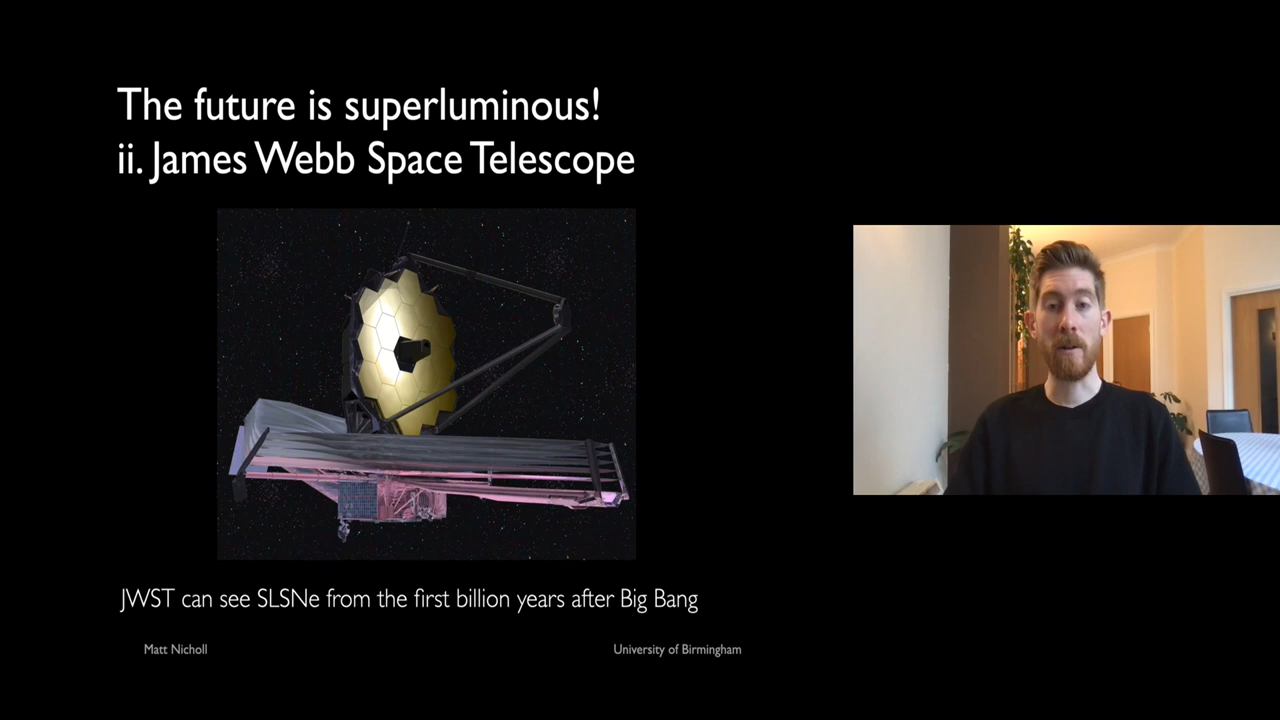 The future is superluminous!
ii. James Webb Space Telescope
JWST can see SLSNe from the first billion years after Big Bang
Matt Nicholl
University of Birmingham